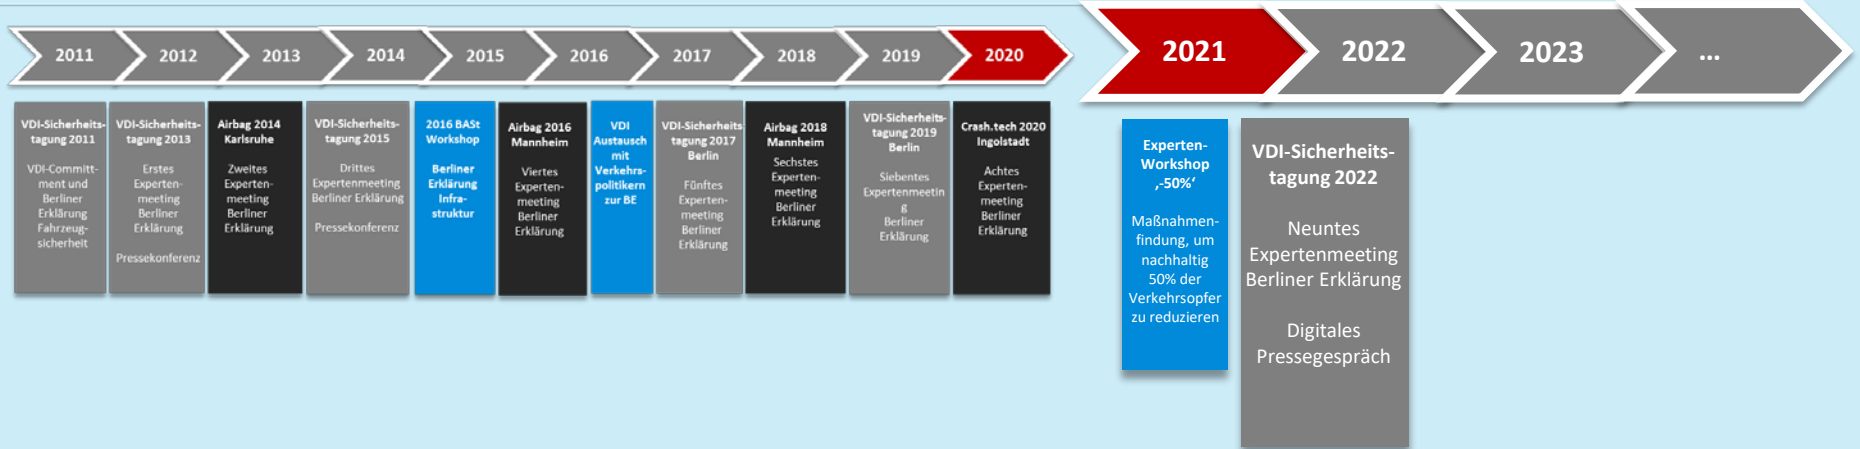 2011
2012
2013
2014
2015
2016
2017
2018
2019
2020
2021
2022
2023
...
VDI-Sicherheits-
tagung 2011
VDI-Committ-
ment und
Berliner
Erklärung
Fahrzeug-
sicherheit
VDI-Sicherheits-
tagung 2013
Erstes
Experten-
meeting
Berliner
Erklärung
Pressekonferenz
Airbag 2014
Karlsruhe
Zweites
Experten-
meeting
Berliner
Erklärung
VDI-Sicherheits-
tagung 2015
Drittes
Expertenmeeting
Berliner Erklärung
Pressekonferenz
2016 BASt
Workshop
Berliner
Erklärung
Infra-
struktur
Airbag 2016
Mannheim
Viertes
Experten-
meeting
Berliner
Erklärung
VDI
Austausch
mit
Verkehrs-
politikern
zur BE
VDI-Sicherheits
tagung 2017
Berlin
Fünftes
Experten-
meeting
Berliner
Erklärung
Airbag 2018
Mannheim
Sechstes
Experten-
meeting
Berliner
Erklärung
VDI-Sicherheits-
tagung 2019
Berlin
Siebentes
Expertenmeetin
g
Berliner
Erklärung
Crash.tech 2020
Ingolstadt
Achtes
Experten-
meeting
Berliner
Erklärung
Experten-
Workshop
‚-50%‘
Maßnahmen-
findung, um
nachhaltig
50% der
Verkehrsopfer
zu reduzieren
VDI-Sicherheits-
tagung 2022
Neuntes
Expertenmeeting
Berliner Erklärung
Digitales
Pressegespräch